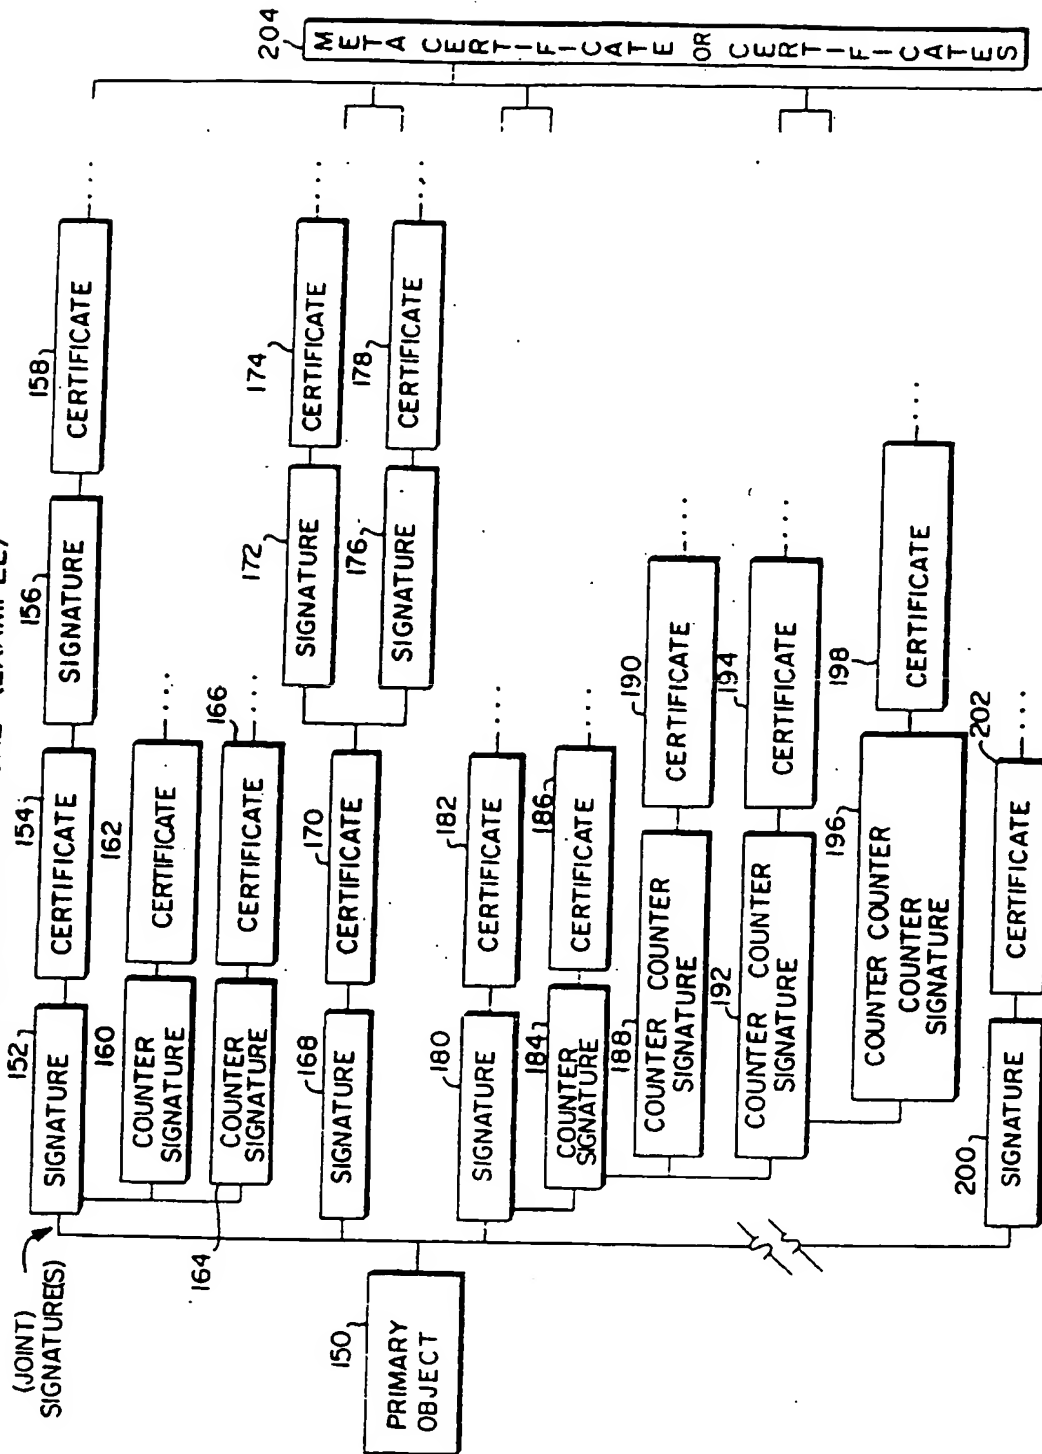 (JOINT)
SIGNATURE(S)
152
SIGNATURE
154
CERTIFICATE
156
SIGNATURE
158
CERTIFICATE
....
160
COUNTER
SIGNATURE
162
CERTIFICATE
....
164
COUNTER
SIGNATURE
166
CERTIFICATE
....
150
PRIMARY
OBJECT
168
SIGNATURE
170
CERTIFICATE
172
SIGNATURE
174
CERTIFICATE
....
176
SIGNATURE
178
CERTIFICATE
....
180
SIGNATURE
182
CERTIFICATE
....
184
COUNTER
SIGNATURE
186
CERTIFICATE
....
188
COUNTER COUNTER
SIGNATURE
190
CERTIFICATE
....
192
COUNTER COUNTER
SIGNATURE
194
CERTIFICATE
....
196
COUNTER COUNTER
COUNTER
SIGNATURE
198
CERTIFICATE
....
200
SIGNATURE
202
CERTIFICATE
....
204
META CERTIFICATE OR CERTIFICATES